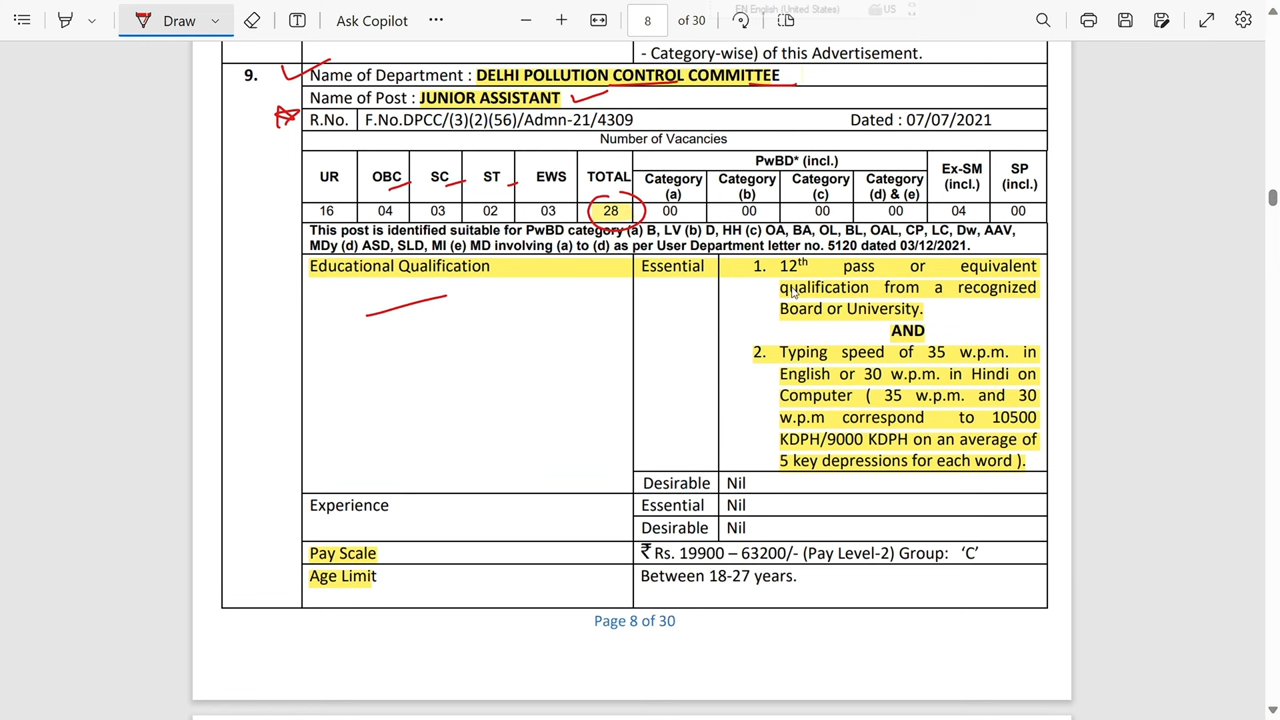 Draw
Ask Copilot
8 of 30
EN English (United States)
US
- Category-wise) of this Advertisement.
9. Name of Department : DELHI POLLUTION CONTROL COMMITTEE
Name of Post : JUNIOR ASSISTANT
R.No. F.No.DPCC/(3)(2)(56)/Admn-21/4309 Dated : 07/07/2021
Number of Vacancies
UR OBC SC ST EWS TOTAL PwBD* (incl.) Ex-SM (incl.) SP (incl.)
Category (a) Category (b) Category (c) Category (d) & (e)
16 04 03 02 03 28 00 00 00 00 04 00
This post is identified suitable for PwBD category (a) B, LV (b) D, HH (c) OA, BA, OL, BL, OAL, CP, LC, Dw, AAV,
MDy (d) ASD, SLD, MI (e) MD involving (a) to (d) as per User Department letter no. 5120 dated 03/12/2021.
Educational Qualification Essential 1. 12th pass or equivalent
qualification from a recognized
Board or University.
AND
2. Typing speed of 35 w.p.m. in
English or 30 w.p.m. in Hindi on
Computer ( 35 w.p.m. and 30
w.p.m correspond to 10500
KDPH/9000 KDPH on an average of
5 key depressions for each word ).
Desirable Nil
Experience Essential Nil
Desirable Nil
Pay Scale ₹ Rs. 19900 – 63200/- (Pay Level-2) Group: ‘C’
Age Limit Between 18-27 years.
Page 8 of 30